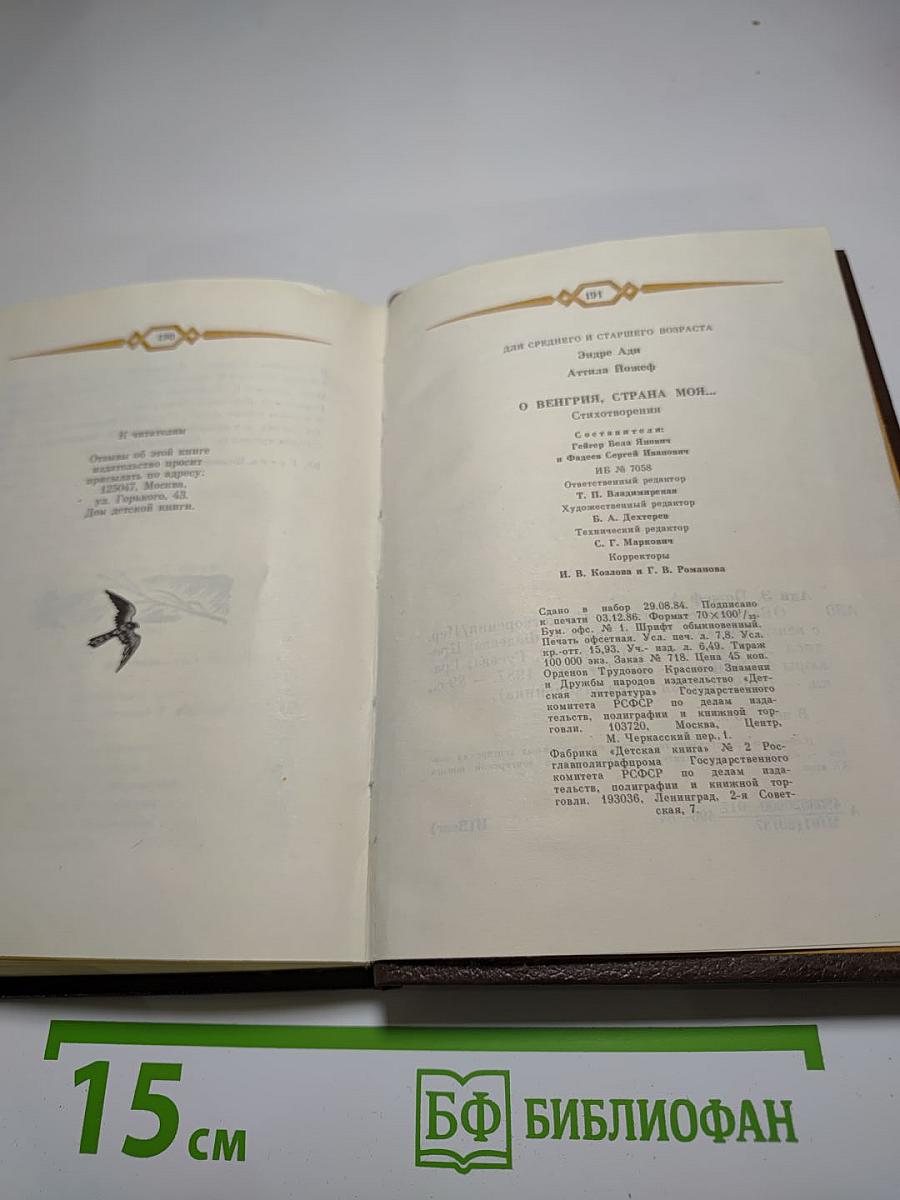 190
К читателям
Отзывы об этой книге
издательство просит
присылать по адресу:
125047, Москва,
ул. Горького, 43.
Дом детской книги.
191
ДЛЯ СРЕДНЕГО И СТАРШЕГО ВОЗРАСТА
Эндре Ади
Аттила Йожеф
О ВЕНГРИЯ, СТРАНА МОЯ...
Стихотворения
Составители:
Гейгер Бела Янович
и Фадеев Сергей Иванович
ИБ № 7058
Ответственный редактор
Т. П. Владимирская
Художественный редактор
Б. А. Дехтерев
Технический редактор
С. Г. Маркович
Корректоры
И. В. Козлова и Г. В. Романова
Сдано в набор 29.08.84. Подписано
к печати 03.12.86. Формат 70×100¹/₃₂.
Бум. офс. № 1. Шрифт обыкновенный.
Печать офсетная. Усл. печ. л. 7,8. Усл.
кр.-отт. 15,93. Уч.- изд. л. 6,49. Тираж
100 000 экз. Заказ № 718. Цена 45 коп.
Орденов Трудового Красного Знамени
и Дружбы народов издательство «Дет-
ская литература» Государственного
комитета РСФСР по делам изда-
тельств, полиграфии и книжной тор-
говли. 103720, Москва, Центр,
М. Черкасский пер., 1.
Фабрика «Детская книга» № 2 Рос-
главполиграфпрома Государственного
комитета РСФСР по делам изда-
тельств, полиграфии и книжной тор-
говли. 193036, Ленинград, 2-я Совет-
ская, 7.
15 см
БФ БИБЛИОФАН